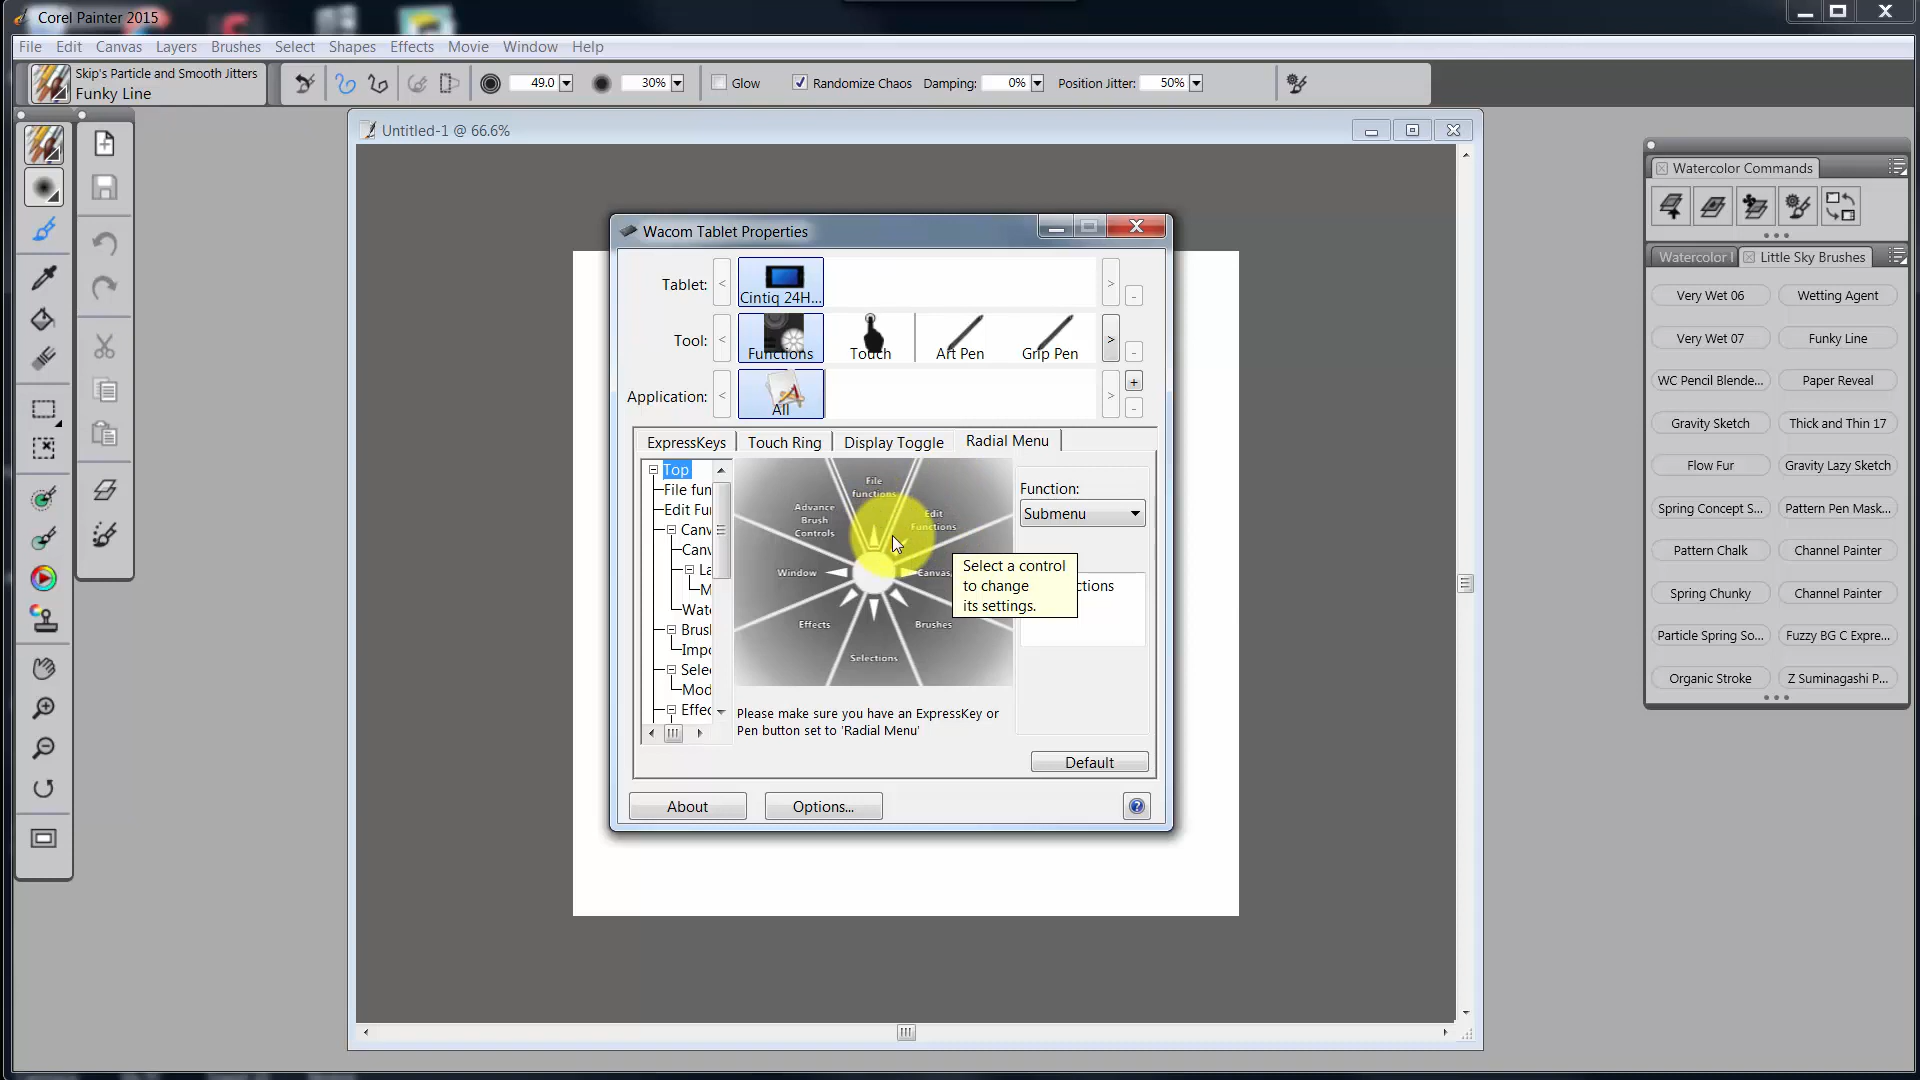 Corel Painter 2015
File Edit Canvas Layers Brushes Select Shapes Effects Movie Window Help
Skip's Particle and Smooth Jitters
Funky Line
49.0 30% Glow Randomize Chaos Damping: 0% Position Jitter: 50%
Untitled-1 @ 66.6%
Watercolor Commands
Watercolor I Little Sky Brushes
Very Wet 06 Wetting Agent
Very Wet 07 Funky Line
WC Pencil Blende... Paper Reveal
Gravity Sketch Thick and Thin 17
Flow Fur Gravity Lazy Sketch
Spring Concept S... Pattern Pen Mask...
Pattern Chalk Channel Painter
Spring Chunky Channel Painter
Particle Spring So... Fuzzy BG C Expre...
Organic Stroke Z Suminagashi P...
Wacom Tablet Properties
Tablet: < Cintiq 24H... > -
Tool: < Functions Touch Art Pen Grip Pen > -
Application: < All > + -
ExpressKeys Touch Ring Display Toggle Radial Menu
Top
File fun
Edit Fu
Canv
Canv
La
M
Wate
Brusl
Impo
Selec
Mod
Effec
File
functions
Edit
Functions
Canvas,
Brushes
Selections
Effects
Window
Advance
Brush
Controls
Function:
Submenu
ctions
Select a control
to change
its settings.
Please make sure you have an ExpressKey or
Pen button set to 'Radial Menu'
Default
About Options... ?